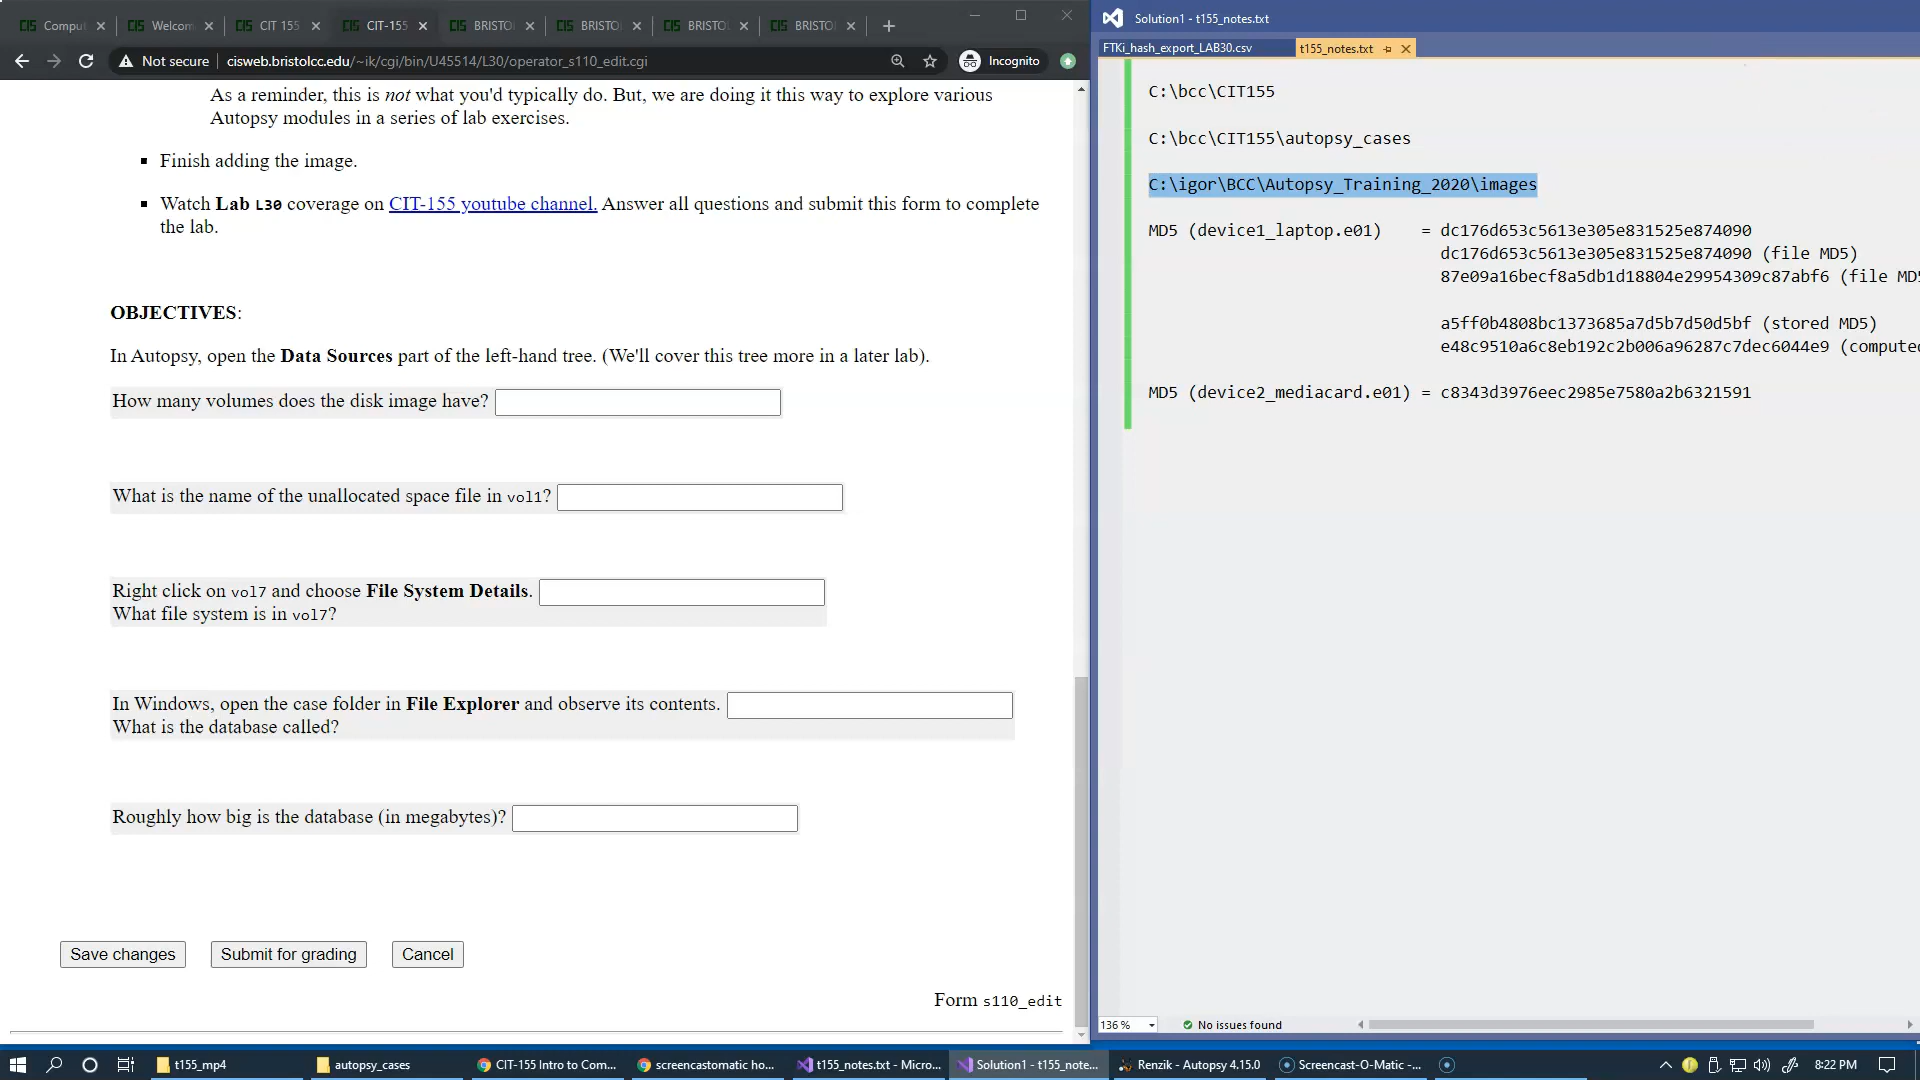 Comput
Welcom
CIT 155
CIT-155
BRISTOL
BRISTO
BRISTO
BRISTO
Not secure
cisweb.bristolcc.edu/~ik/cgi/bin/U45514/L30/operator_s110_edit.cgi
Incognito
As a reminder, this is not what you'd typically do. But, we are doing it this way to explore various
Autopsy modules in a series of lab exercises.
Finish adding the image.
Watch Lab L30 coverage on CIT-155 youtube channel. Answer all questions and submit this form to complete
the lab.
OBJECTIVES:
In Autopsy, open the Data Sources part of the left-hand tree. (We'll cover this tree more in a later lab).
How many volumes does the disk image have?
What is the name of the unallocated space file in vol1?
Right click on vol7 and choose File System Details.
What file system is in vol7?
In Windows, open the case folder in File Explorer and observe its contents.
What is the database called?
Roughly how big is the database (in megabytes)?
Save changes
Submit for grading
Cancel
Form s110_edit
Solution1 - t155_notes.txt
FTKi_hash_export_LAB30.csv
t155_notes.txt
C:\bcc\CIT155
C:\bcc\CIT155\autopsy_cases
C:\igor\BCC\Autopsy_Training_2020\images
MD5 (device1_laptop.e01) = dc176d653c5613e305e831525e874090
dc176d653c5613e305e831525e874090 (file MD5)
87e09a16becf8a5db1d18804e29954309c87abf6 (file MD5
a5ff0b4808bc1373685a7d5b7d50d5bf (stored MD5)
e48c9510a6c8eb192c2b006a96287c7dec6044e9 (compute
MD5 (device2_mediacard.e01) = c8343d3976eec2985e7580a2b6321591
136 %
No issues found
t155_mp4
autopsy_cases
CIT-155 Intro to Com...
screencastomatic ho...
t155_notes.txt - Micro...
Solution1 - t155_note...
Renzik - Autopsy 4.15.0
Screencast-O-Matic -...
8:22 PM